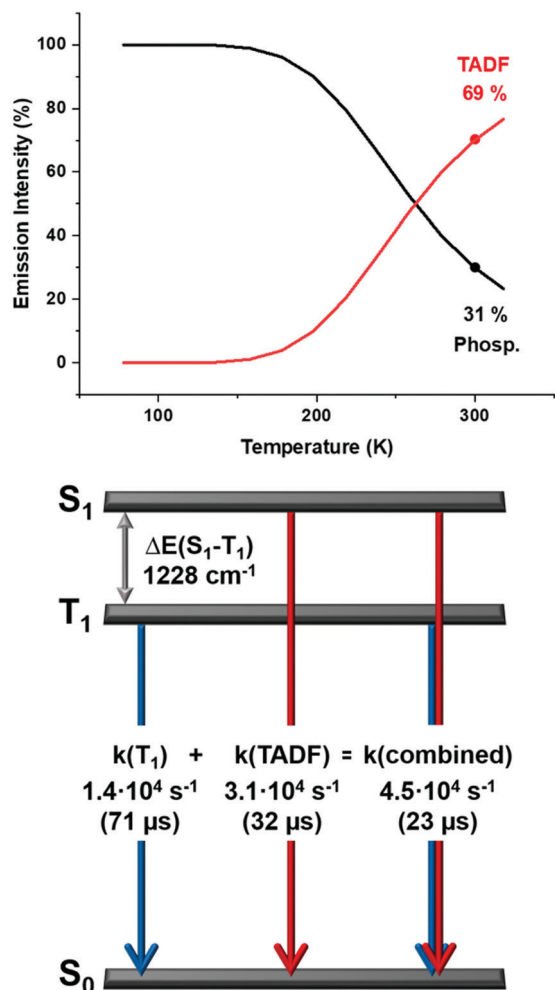 100
80
60
40
20
0
Emission Intensity (%)
TADF
69 %
31 %
Phosp.
100
200
300
Temperature (K)
S₁
ΔE(S₁-T₁)
1228 cm⁻¹
T₁
k(T₁) + k(TADF) = k(combined)
1.4·10⁴ s⁻¹ 3.1·10⁴ s⁻¹ 4.5·10⁴ s⁻¹
(71 µs) (32 µs) (23 µs)
S₀